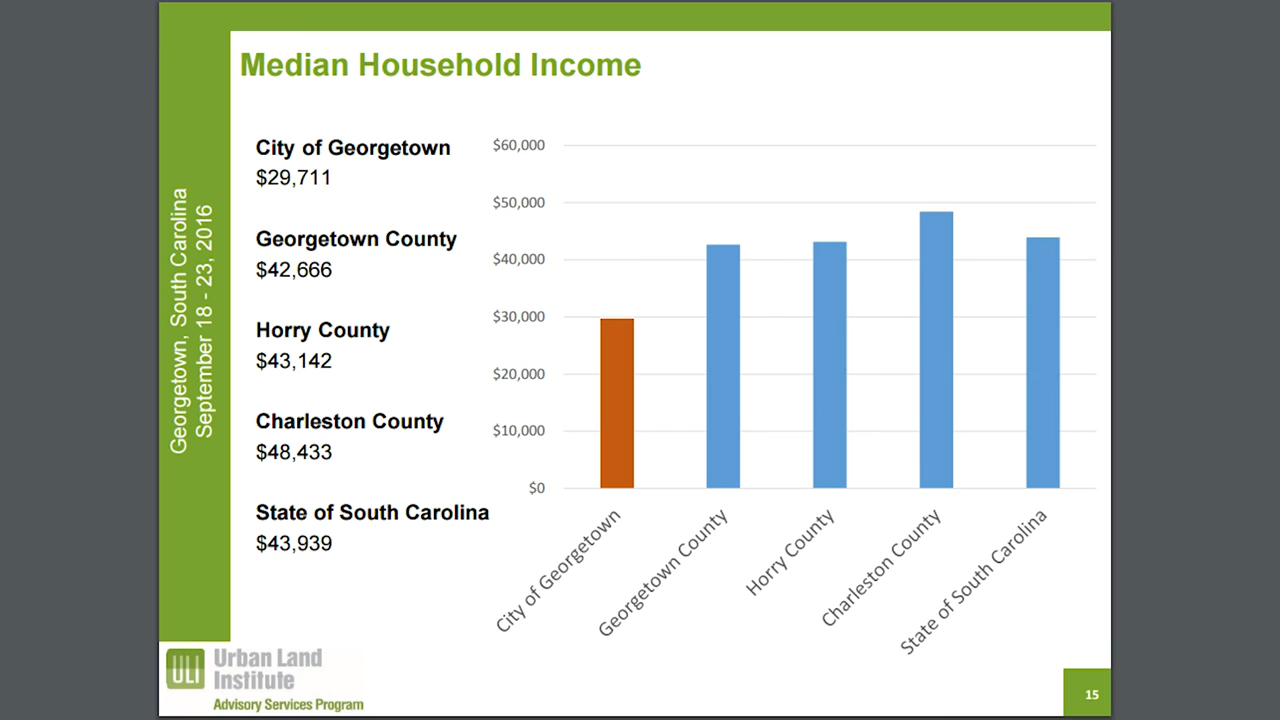 Median Household Income
Georgetown, South Carolina
September 18 - 23, 2016
City of Georgetown
$29,711
Georgetown County
$42,666
Horry County
$43,142
Charleston County
$48,433
State of South Carolina
$43,939
$60,000
$50,000
$40,000
$30,000
$20,000
$10,000
$0
City of Georgetown
Georgetown County
Horry County
Charleston County
State of South Carolina
ULI
Urban Land
Institute
Advisory Services Program
15